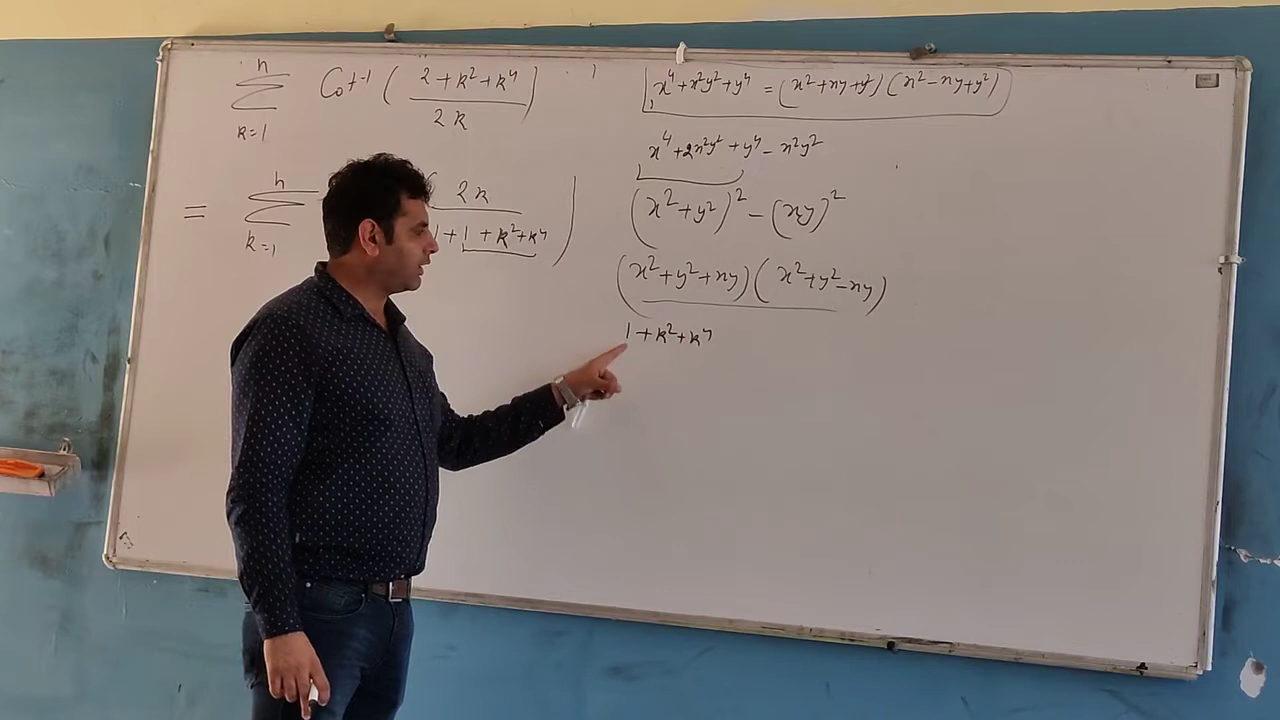 n
Σ Cot⁻¹ ( 2 + k² + k⁴ / 2k )
k=1
n
= Σ ( 2k / 1 + 1 + k² + k⁴ )
k=1
x⁴ + x²y² + y⁴ = (x² + xy + y²) (x² - xy + y²)
x⁴ + 2x²y² + y⁴ - x²y²
(x² + y²)² - (xy)²
(x² + y² + xy) (x² + y² - xy)
1 + k² + k⁴